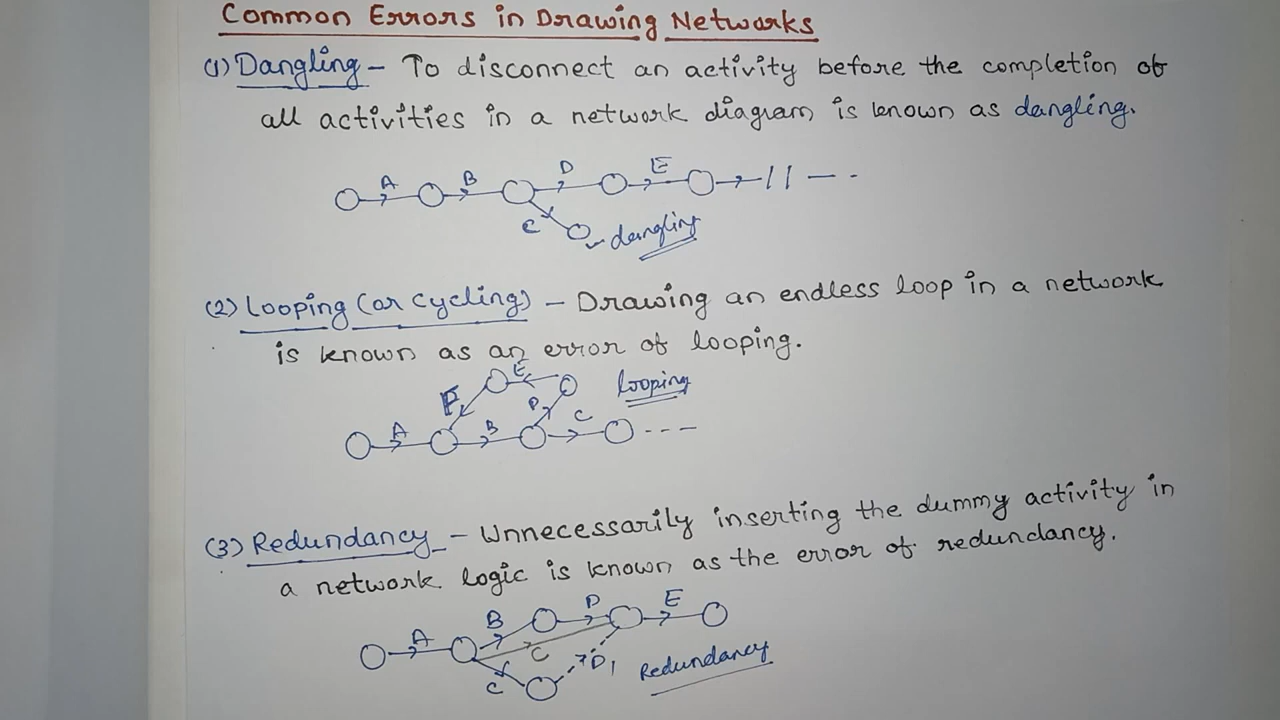 Common Errors in Drawing Networks
(1) Dangling - To disconnect an activity before the completion of
all activities in a network diagram is known as dangling.
A B D E
C dangling
(2) Looping (or Cycling) - Drawing an endless loop in a network
is known as an error of looping.
E looping
F D C
A B
(3) Redundancy - Unnecessarily inserting the dummy activity in
a network logic is known as the error of redundancy.
B D E
A C
C D1 Redundancy